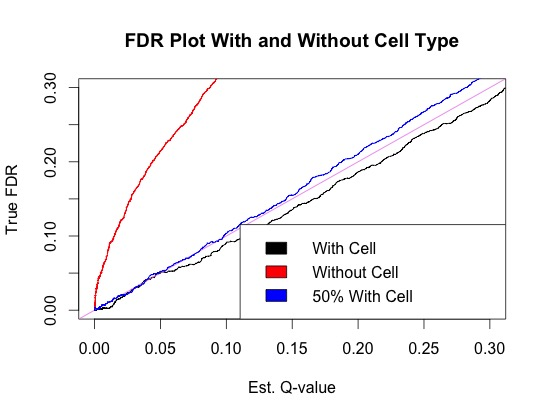 FDR Plot With and Without Cell Type
True FDR
0.30
0.20
0.10
0.00
With Cell
Without Cell
50% With Cell
0.00 0.05 0.10 0.15 0.20 0.25 0.30
Est. Q-value